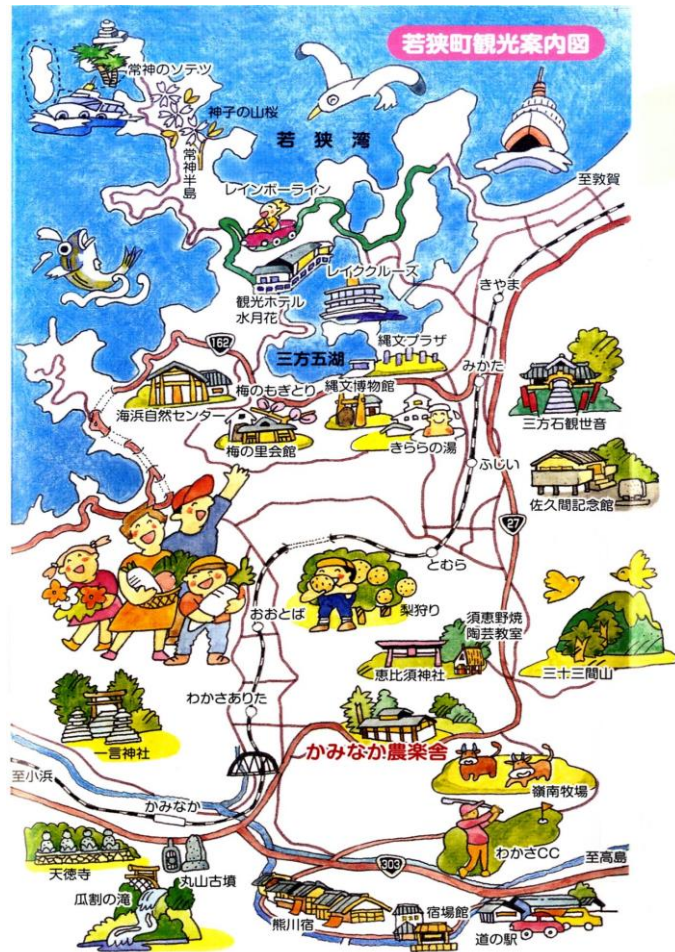 若狭町観光案内図
常神のソテツ
神子の山桜
常神半島
若狭湾
至敦賀
レインボーライン
レイククルーズ
きやま
観光ホテル
水月花
縄文プラザ
162
三方五湖
みかた
梅のもぎとり
縄文博物館
海浜自然センター
三方石観世音
梅の里会館
きららの湯
ふじい
佐久間記念館
27
とむら
梨狩り
須恵野焼
陶芸教室
おおとば
恵比須神社
三十三間山
わかさありた
一言神社
かみなか農楽舎
至小浜
嶺南牧場
かみなか
わかさCC
至高島
天徳寺
丸山古墳
303
瓜割の滝
熊川宿
宿場館
道の駅